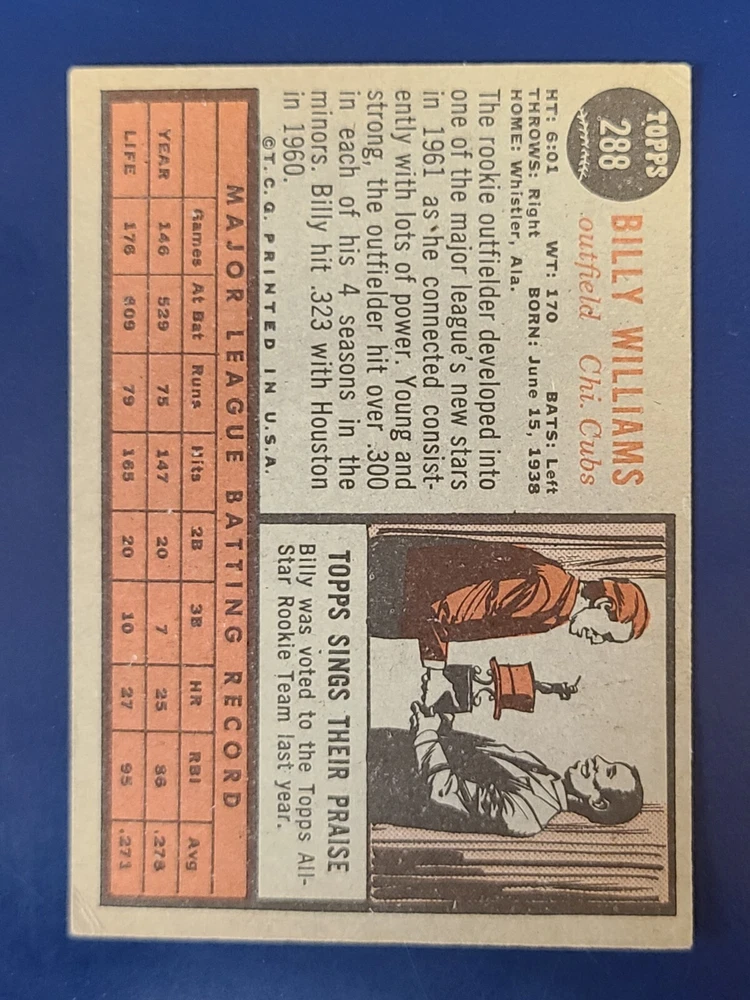 TOPPS
288
BILLY WILLIAMS
outfield Chi. Cubs
HT: 6:01 WT: 170 BATS: Left
THROWS: Right BORN: June 15, 1938
HOME: Whistler, Ala.
The rookie outfielder developed into
one of the major league's new stars
in 1961 as he connected consist-
ently with lots of power. Young and
strong, the outfielder hit over .300
in each of his 4 seasons in the
minors. Billy hit .323 with Houston
in 1960.
©T.C.G. PRINTED IN U.S.A.
TOPPS SINGS THEIR PRAISE
Billy was voted to the Topps All-
Star Rookie Team last year.
MAJOR LEAGUE BATTING RECORD
Games At Bat Runs Hits 2B 3B HR RBI Avg
YEAR 146 529 75 147 20 7 25 86 .278
LIFE 176 609 79 165 20 10 27 95 .271